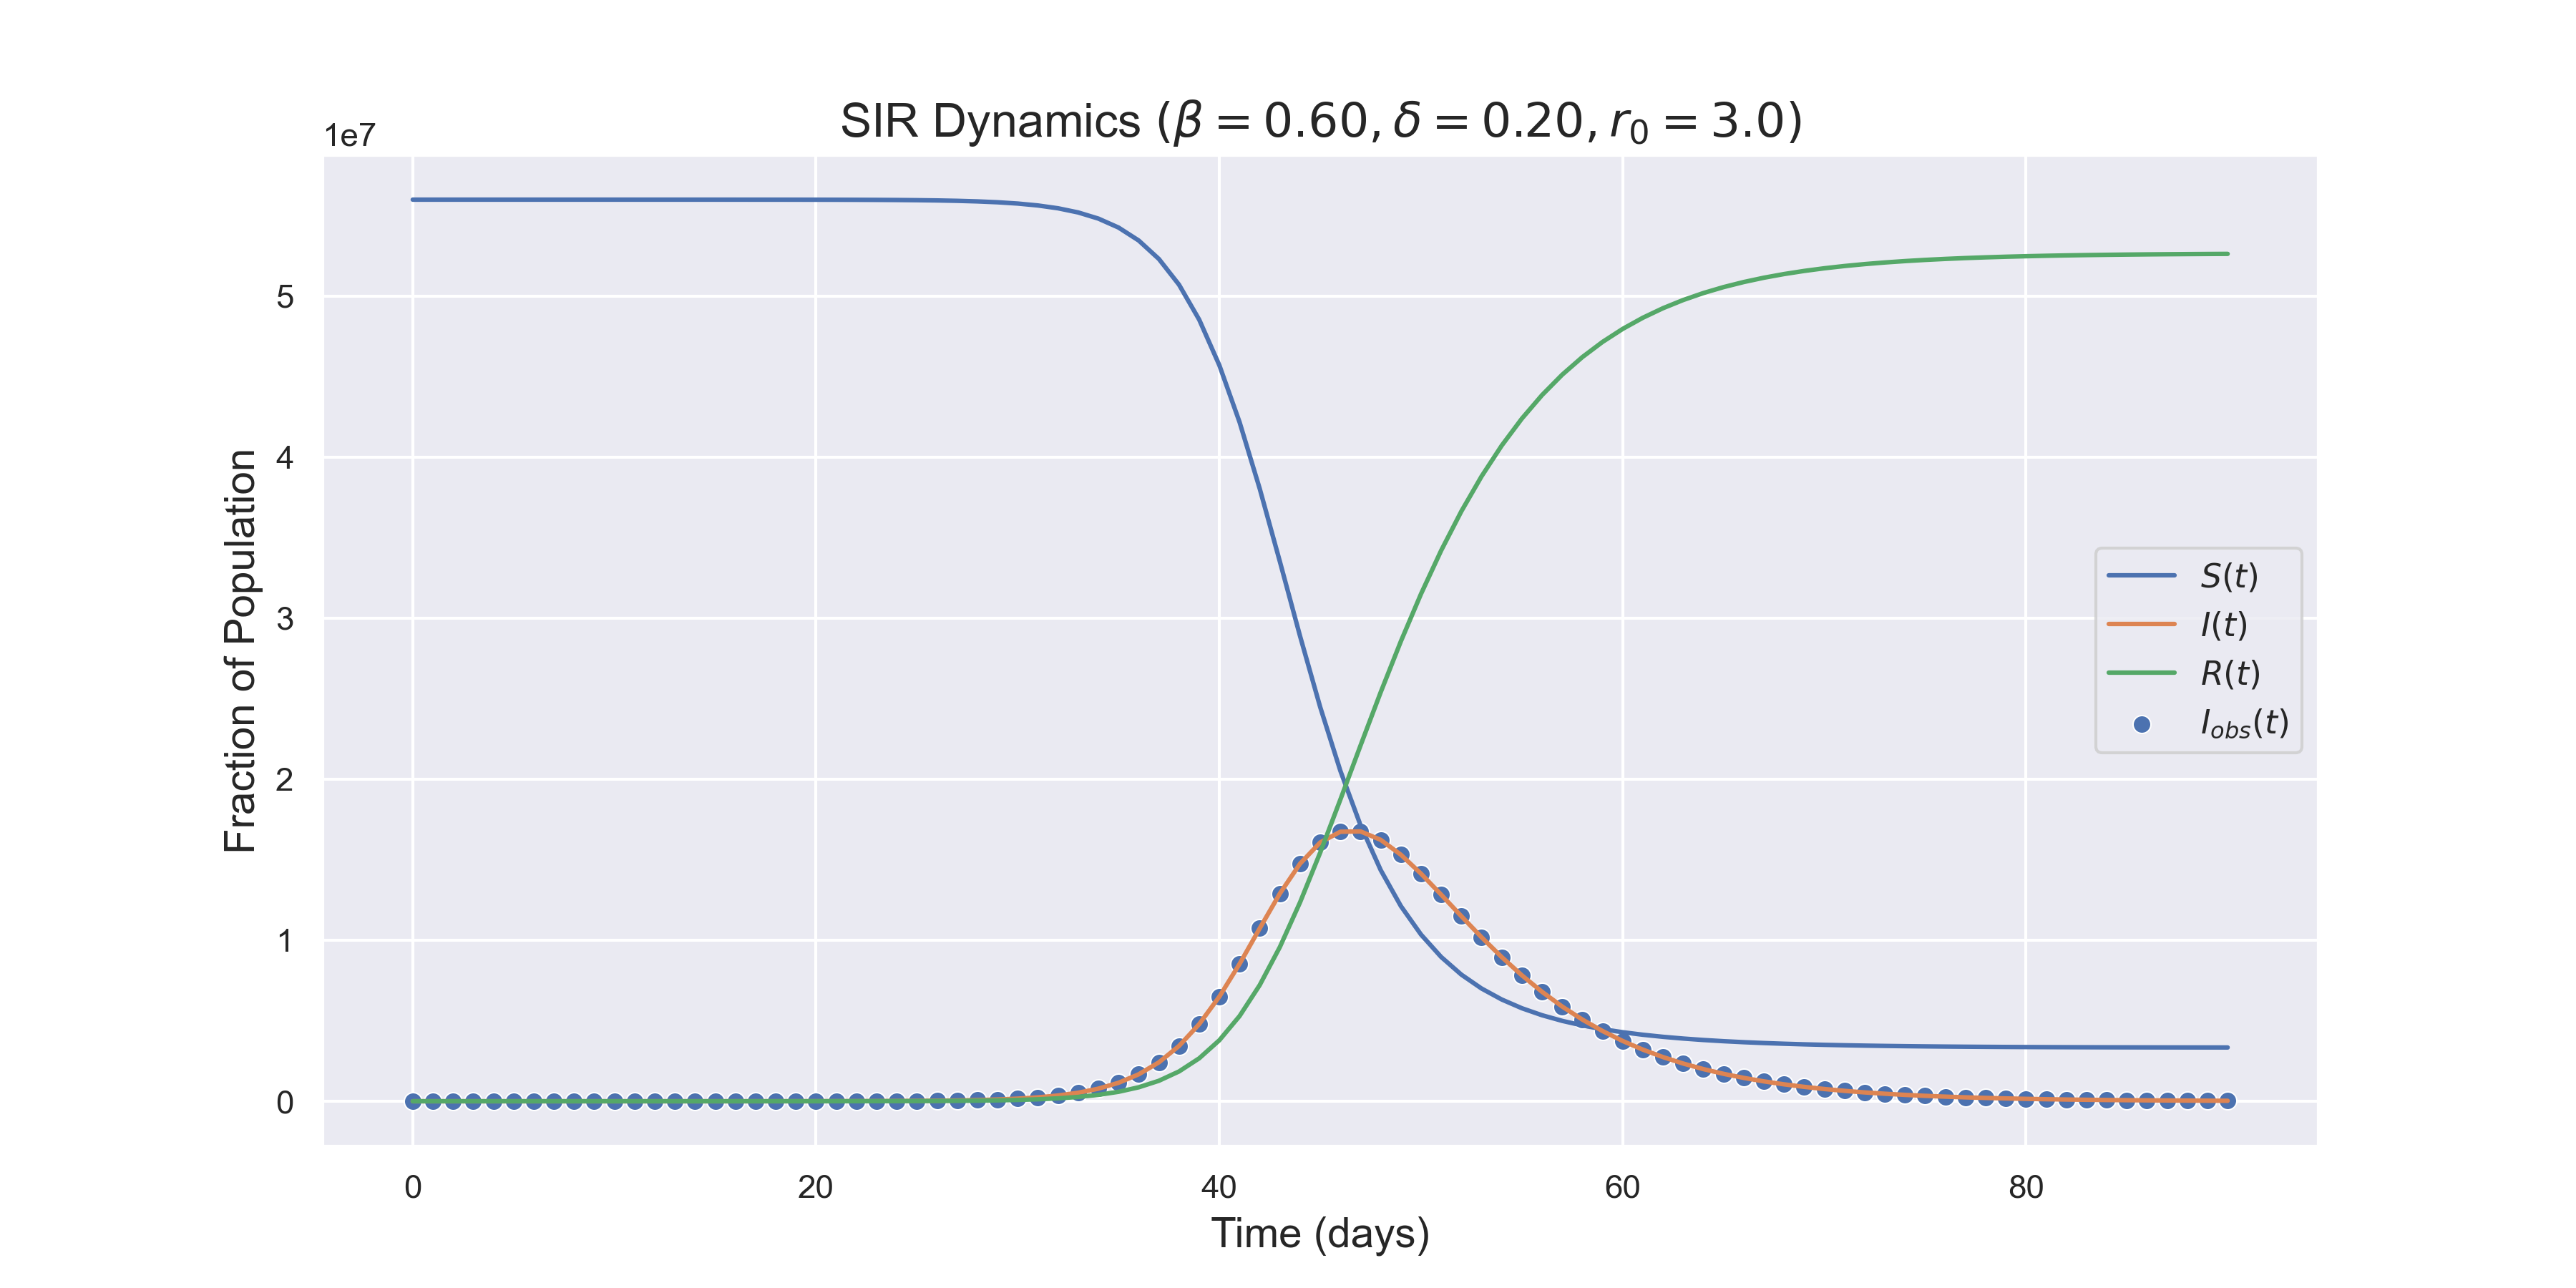 SIR Dynamics (β = 0.60, δ = 0.20, r₀ = 3.0)
1e7
5
4
3
2
1
0
Fraction of Population
S(t)
I(t)
R(t)
I_obs(t)
0 20 40 60 80
Time (days)